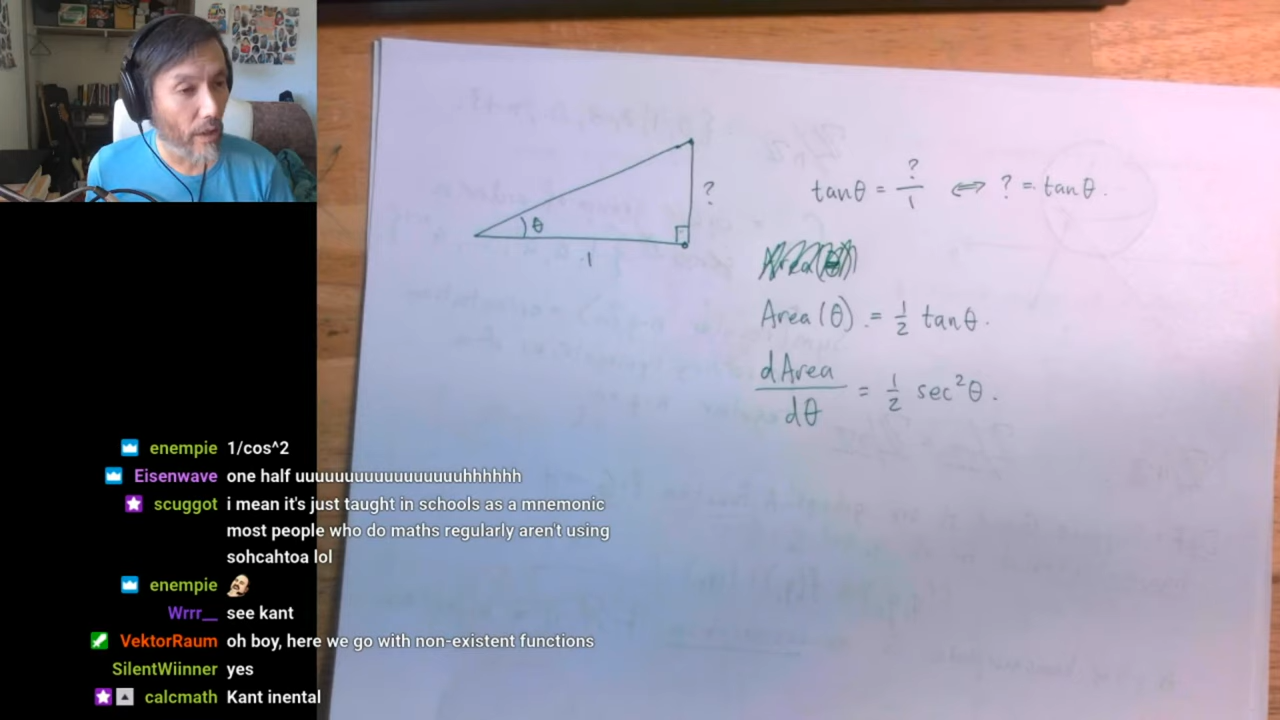 θ
1
?
tanθ = ?/1 ⇔ ? = tanθ.
Area(θ) = 1/2 tanθ.
dArea/dθ = 1/2 sec²θ.
enempie 1/cos^2
Eisenwave one half uuuuuuuuuuuuuuuuuhhhhhh
scuggot i mean it's just taught in schools as a mnemonic
most people who do maths regularly aren't using
sohcahtoa lol
enempie
Wrrr__ see kant
VektorRaum oh boy, here we go with non-existent functions
SilentWiinner yes
calcmath Kant inental